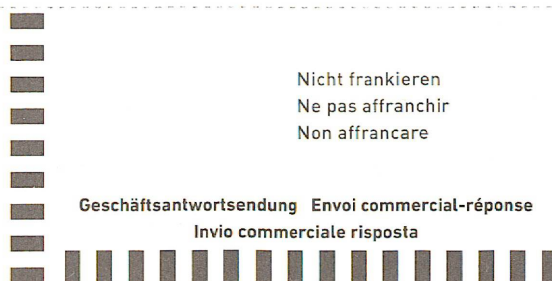 Nicht frankieren
Ne pas affranchir
Non affrancare
Geschäftsantwortsendung Envoi commercial-réponse
Invio commerciale risposta